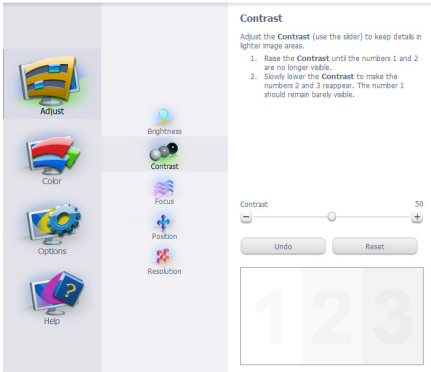 Adjust
Color
Options
Help
Brightness
Contrast
Focus
Position
Resolution
Contrast
Adjust the Contrast (use the slider) to keep details in
lighter image areas.
1. Raise the Contrast until the numbers 1 and 2
are no longer visible.
2. Slowly lower the Contrast to make the
numbers 2 and 3 reappear. The number 1
should remain barely visible.
Contrast 50
Undo Reset
1 2 3